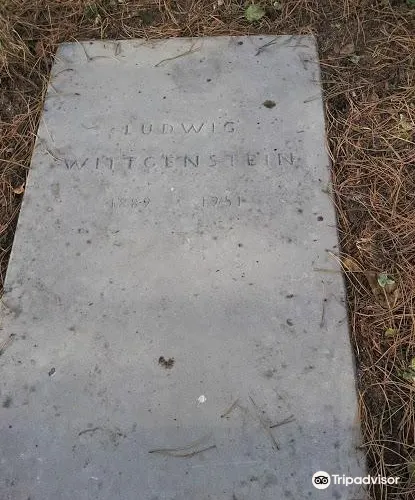 LUDWIG
WITTGENSTEIN
1889 1951
Tripadvisor